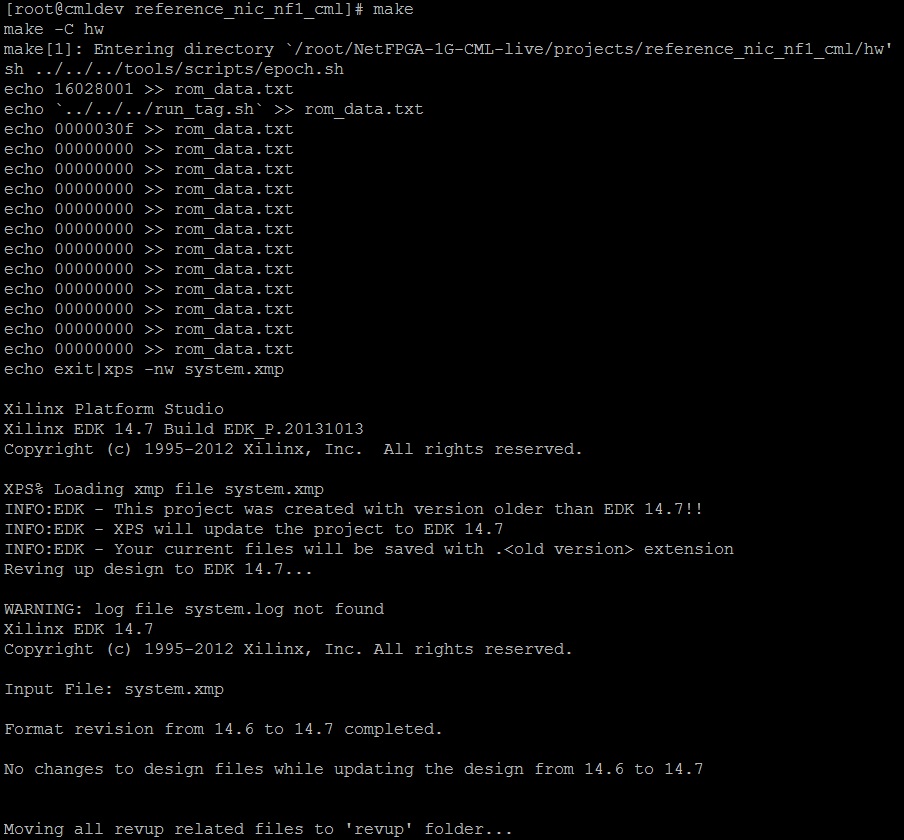 [root@cmldev reference_nic_nf1_cml]# make
make -C hw
make[1]: Entering directory `/root/NetFPGA-1G-CML-live/projects/reference_nic_nf1_cml/hw'
sh ../../../tools/scripts/epoch.sh
echo 16028001 >> rom_data.txt
echo `../../../run_tag.sh` >> rom_data.txt
echo 0000030f >> rom_data.txt
echo 00000000 >> rom_data.txt
echo 00000000 >> rom_data.txt
echo 00000000 >> rom_data.txt
echo 00000000 >> rom_data.txt
echo 00000000 >> rom_data.txt
echo 00000000 >> rom_data.txt
echo 00000000 >> rom_data.txt
echo 00000000 >> rom_data.txt
echo 00000000 >> rom_data.txt
echo 00000000 >> rom_data.txt
echo 00000000 >> rom_data.txt
echo exit|xps -nw system.xmp

Xilinx Platform Studio
Xilinx EDK 14.7 Build EDK_P.20131013
Copyright (c) 1995-2012 Xilinx, Inc.  All rights reserved.

XPS% Loading xmp file system.xmp
INFO:EDK - This project was created with version older than EDK 14.7!!
INFO:EDK - XPS will update the project to EDK 14.7
INFO:EDK - Your current files will be saved with .<old version> extension
Reving up design to EDK 14.7...

WARNING: log file system.log not found
Xilinx EDK 14.7
Copyright (c) 1995-2012 Xilinx, Inc. All rights reserved.

Input File: system.xmp

Format revision from 14.6 to 14.7 completed.

No changes to design files while updating the design from 14.6 to 14.7

Moving all revup related files to 'revup' folder...